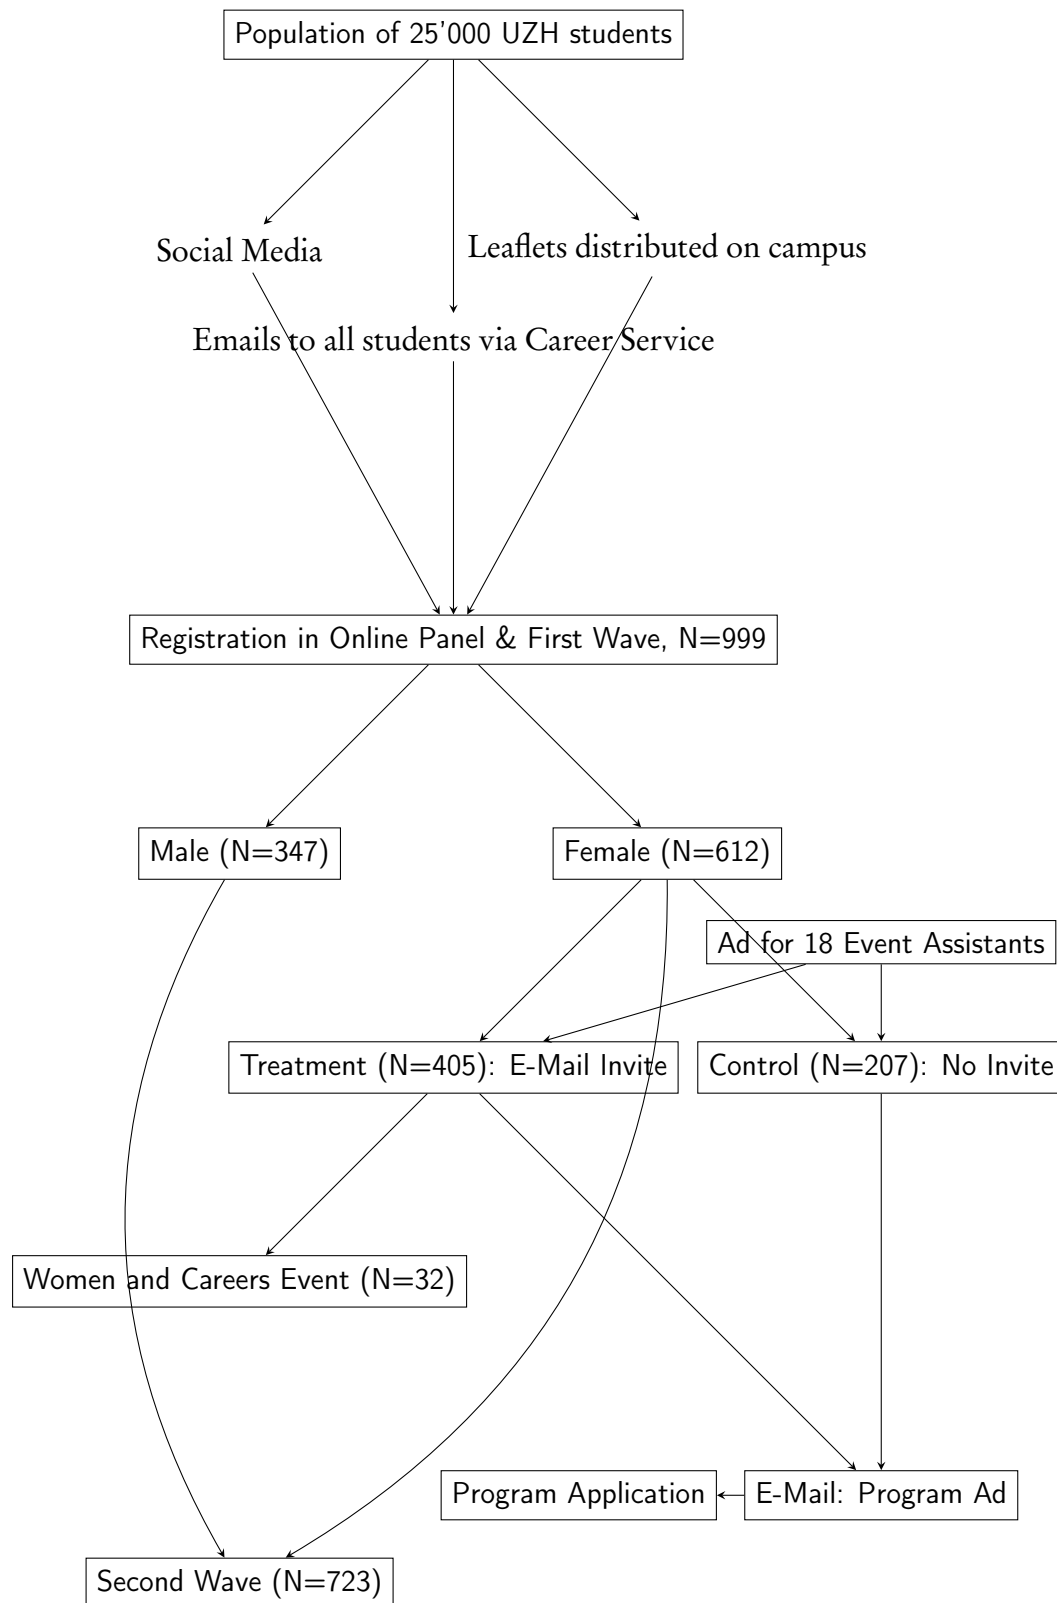 Population of 25'000 UZH students
Social Media
Leaflets distributed on campus
Emails to all students via Career Service
Registration in Online Panel & First Wave, N=999
Male (N=347)
Female (N=612)
Ad for 18 Event Assistants
Treatment (N=405): E-Mail Invite
Control (N=207): No Invite
Women and Careers Event (N=32)
Program Application
E-Mail: Program Ad
Second Wave (N=723)